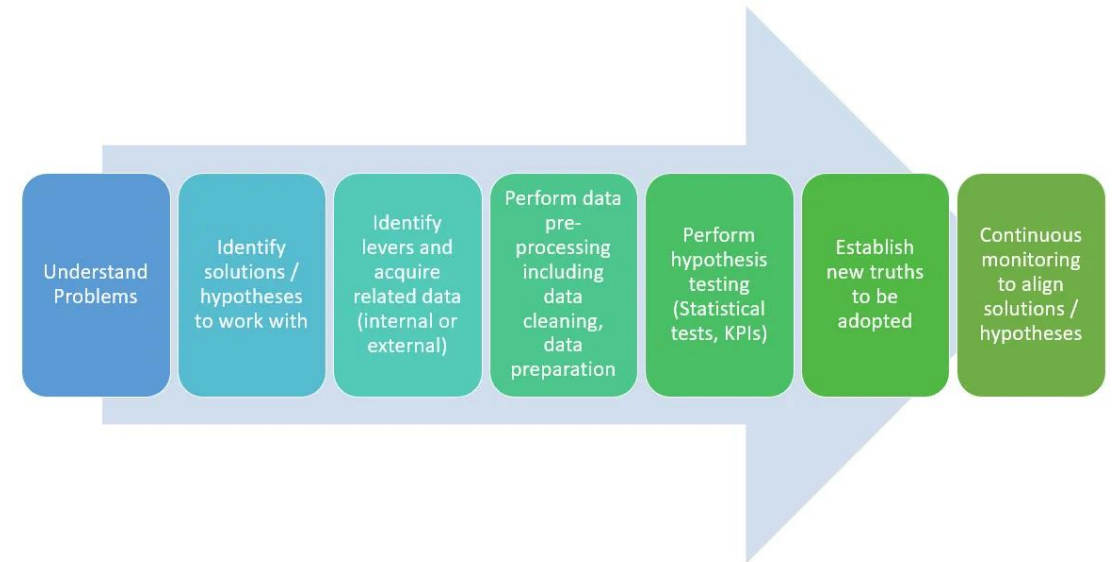 Understand
Problems
Identify
solutions /
hypotheses
to work with
Identify
levers and
acquire
related data
(internal or
external)
Perform data
pre-
processing
including
data
cleaning,
data
preparation
Perform
hypothesis
testing
(Statistical
tests, KPIs)
Establish
new truths
to be
adopted
Continuous
monitoring
to align
solutions /
hypotheses